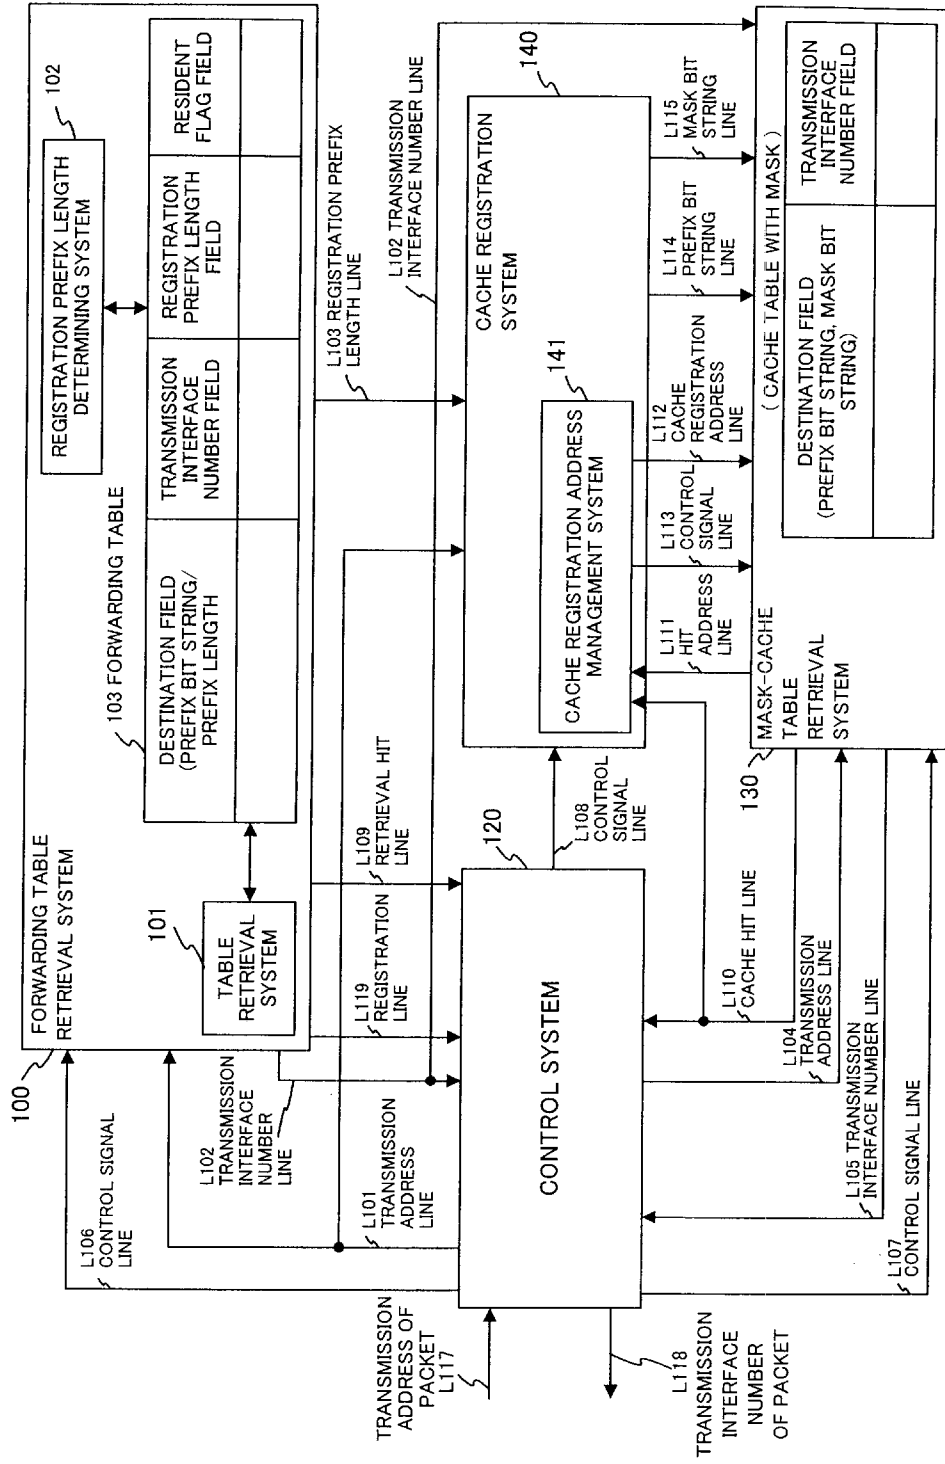 100
FORWARDING TABLE
RETRIEVAL SYSTEM
101
TABLE
RETRIEVAL
SYSTEM
103 FORWARDING TABLE
DESTINATION FIELD
(PREFIX BIT STRING/
PREFIX LENGTH
TRANSMISSION
INTERFACE
NUMBER FIELD
REGISTRATION
PREFIX LENGTH
FIELD
RESIDENT
FLAG FIELD
102
REGISTRATION PREFIX LENGTH
DETERMINING SYSTEM
L106
CONTROL SIGNAL
LINE
L101
TRANSMISSION
ADDRESS
LINE
L102
TRANSMISSION
INTERFACE
NUMBER
LINE
L119
REGISTRATION
LINE
L109
RETRIEVAL HIT
LINE
L103 REGISTRATION PREFIX
LENGTH LINE
L102 TRANSMISSION
INTERFACE NUMBER LINE
TRANSMISSION
ADDRESS OF
PACKET
L117
L118
TRANSMISSION
INTERFACE
NUMBER
OF PACKET
120
CONTROL SYSTEM
L108
CONTROL
SIGNAL
LINE
140
CACHE REGISTRATION
SYSTEM
141
CACHE REGISTRATION ADDRESS
MANAGEMENT SYSTEM
L107
CONTROL SIGNAL LINE
L105 TRANSMISSION
INTERFACE NUMBER LINE
L104
TRANSMISSION
ADDRESS LINE
L110
CACHE HIT LINE
L111
HIT
ADDRESS
LINE
L113
CONTROL
SIGNAL
LINE
L112
CACHE
REGISTRATION
ADDRESS
LINE
L114
PREFIX BIT
STRING
LINE
L115
MASK BIT
STRING
LINE
130
MASK-CACHE
TABLE
RETRIEVAL
SYSTEM
(CACHE TABLE WITH MASK)
DESTINATION FIELD
(PREFIX BIT STRING, MASK BIT
STRING)
TRANSMISSION
INTERFACE
NUMBER FIELD